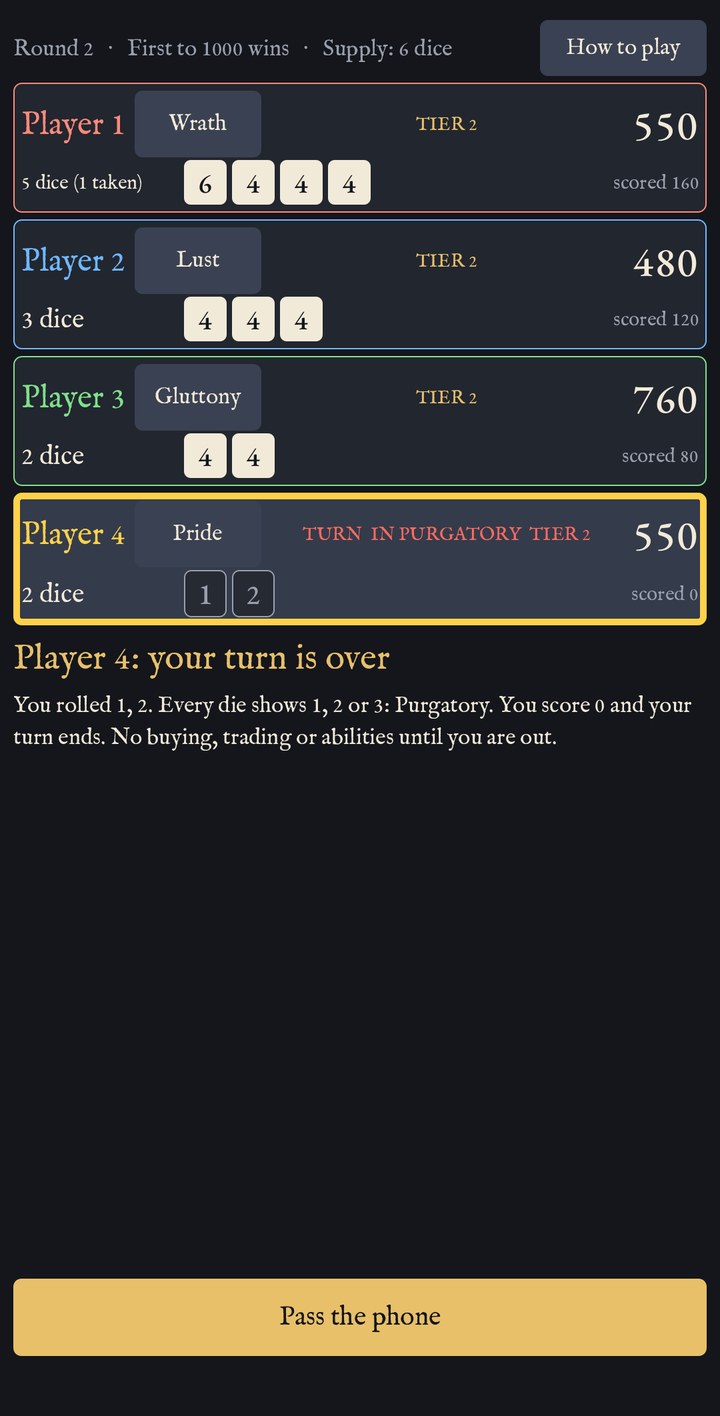 Round 2 · First to 1000 wins · Supply: 6 dice How to play
Player 1 Wrath TIER 2 550
5 dice (1 taken) 6 4 4 4 scored 160
Player 2 Lust TIER 2 480
3 dice 4 4 4 scored 120
Player 3 Gluttony TIER 2 760
2 dice 4 4 scored 80
Player 4 Pride TURN IN PURGATORY TIER 2 550
2 dice 1 2 scored 0
Player 4: your turn is over
You rolled 1, 2. Every die shows 1, 2 or 3: Purgatory. You score 0 and your
turn ends. No buying, trading or abilities until you are out.
Pass the phone